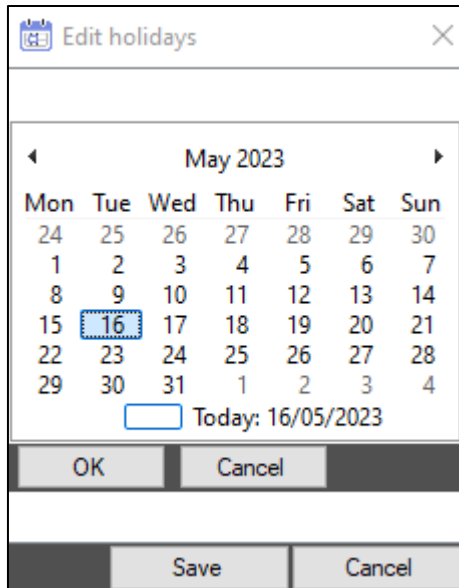 Edit holidays
May 2023
Mon Tue Wed Thu Fri Sat Sun
24 25 26 27 28 29 30
1 2 3 4 5 6 7
8 9 10 11 12 13 14
15 16 17 18 19 20 21
22 23 24 25 26 27 28
29 30 31 1 2 3 4
Today: 16/05/2023
OK Cancel
Save Cancel